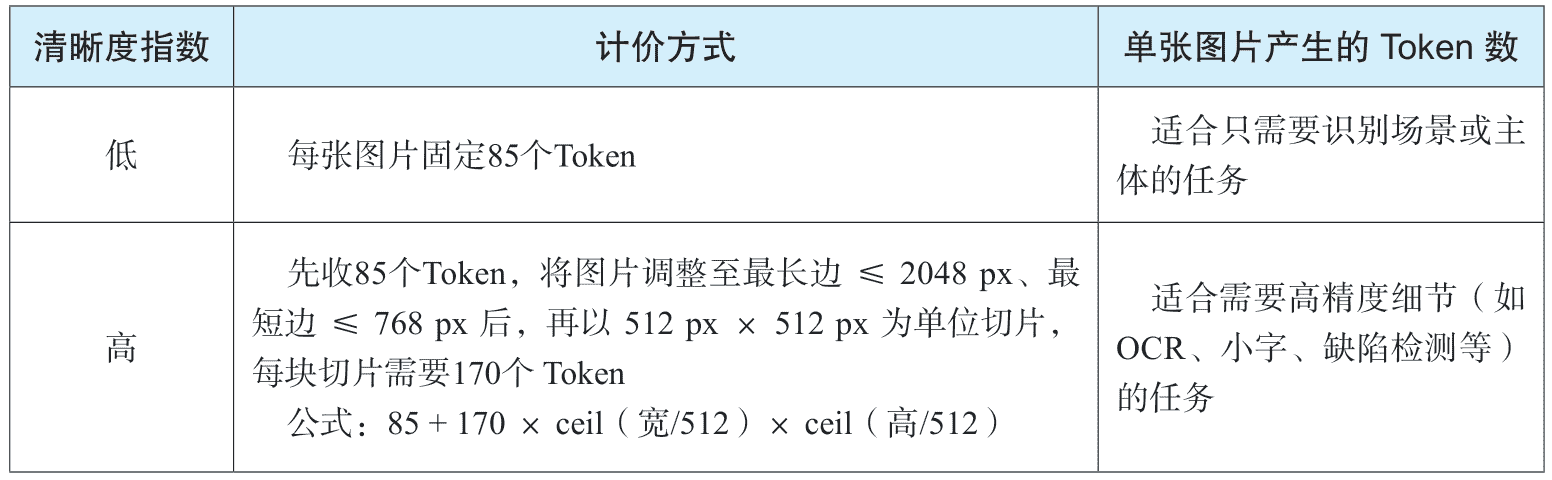 清晰度指数
计价方式
单张图片产生的 Token 数
低
每张图片固定85个Token
适合只需要识别场景或主
体的任务
高
先收85个Token，将图片调整至最长边 ≤ 2048 px、最
短边 ≤ 768 px 后，再以 512 px × 512 px 为单位切片，
每块切片需要170个 Token
公式：85 + 170 × ceil（宽/512）× ceil（高/512）
适合需要高精度细节（如
OCR、小字、缺陷检测等）
的任务